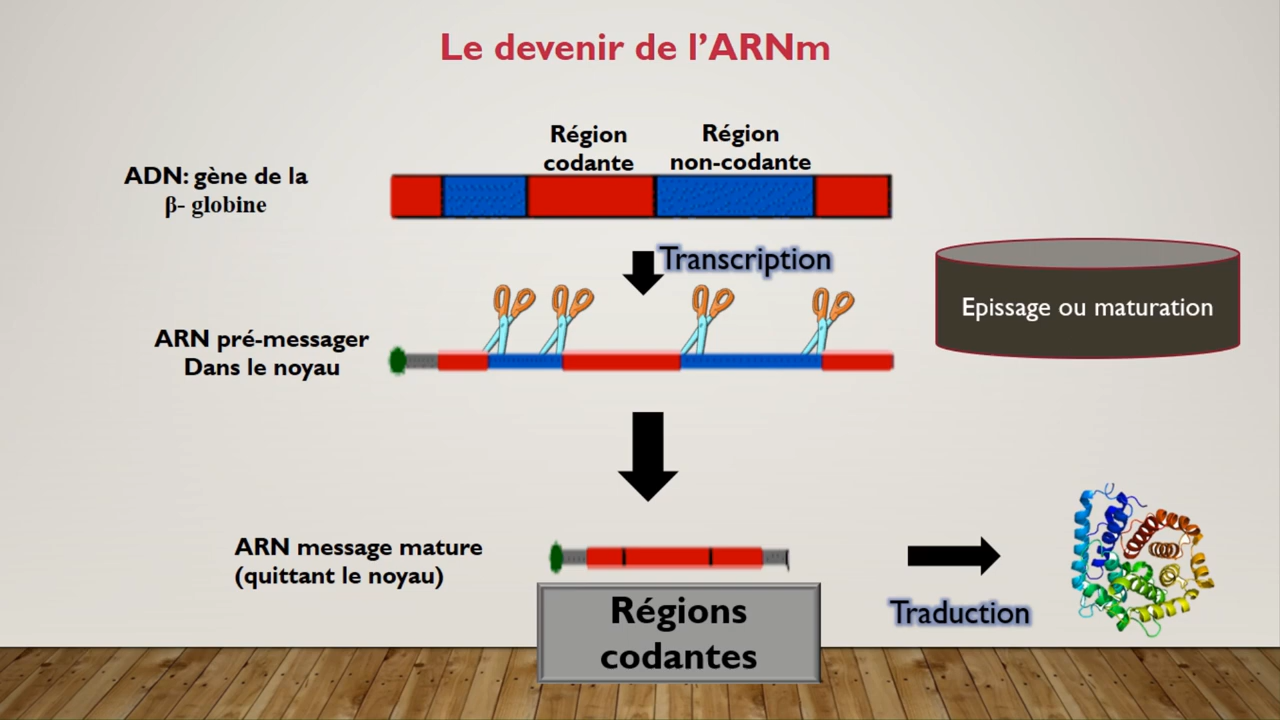 Le devenir de l'ARNm
Région
codante
Région
non-codante
ADN: gène de la
β- globine
Transcription
Epissage ou maturation
ARN pré-messager
Dans le noyau
ARN message mature
(quittant le noyau)
Régions
codantes
Traduction